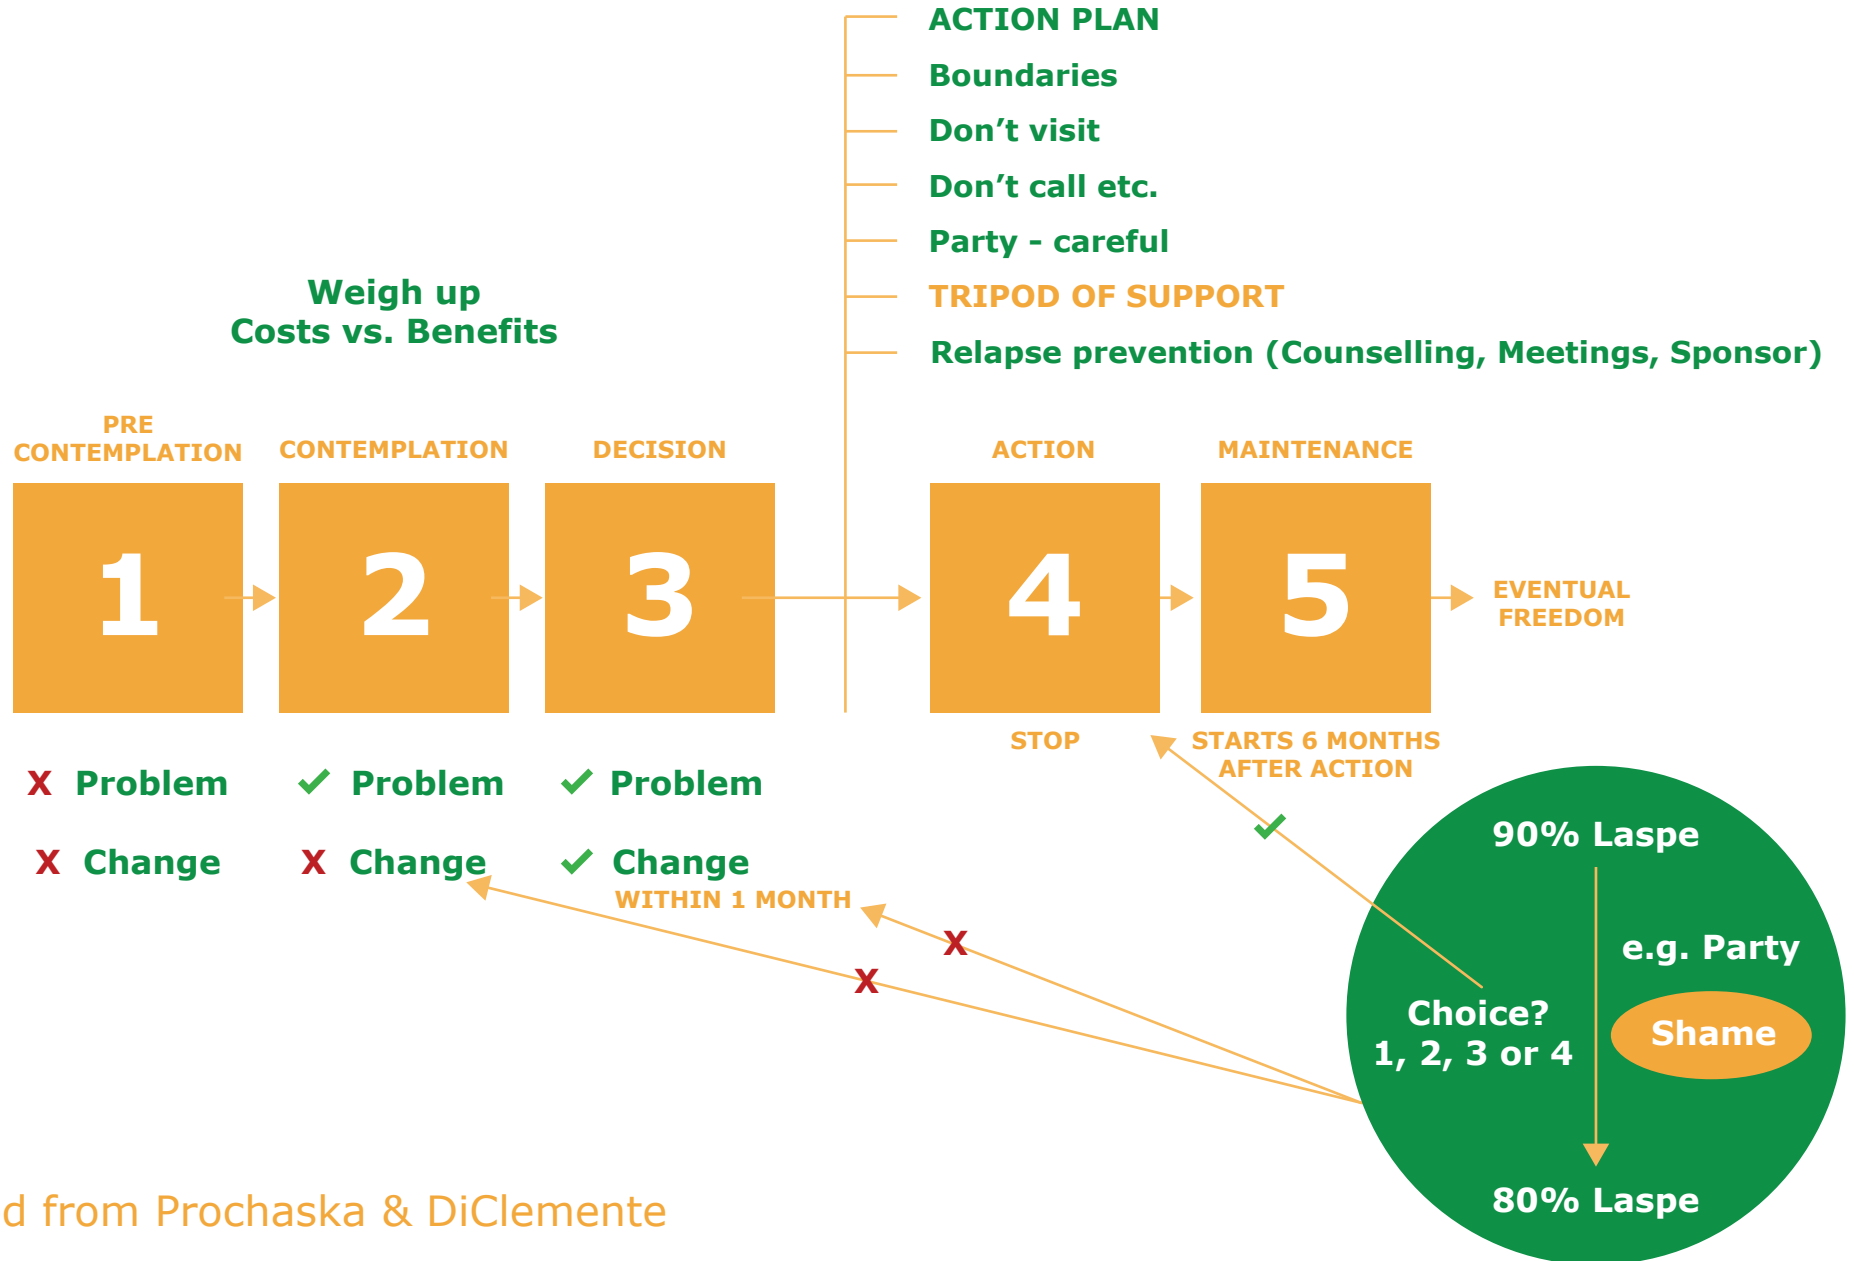 ACTION PLAN
Boundaries
Don’t visit
Don’t call etc.
Party - careful
TRIPOD OF SUPPORT
Relapse prevention (Counselling, Meetings, Sponsor)
Weigh up
Costs vs. Benefits
PRE
CONTEMPLATION
CONTEMPLATION
DECISION
ACTION
MAINTENANCE
1
2
3
4
5
EVENTUAL
FREEDOM
STOP
STARTS 6 MONTHS
AFTER ACTION
X Problem
✓ Problem
✓ Problem
X Change
X Change
✓ Change
WITHIN 1 MONTH
✓
X
X
90% Laspe
e.g. Party
Choice?
1, 2, 3 or 4
Shame
80% Laspe
d from Prochaska & DiClemente